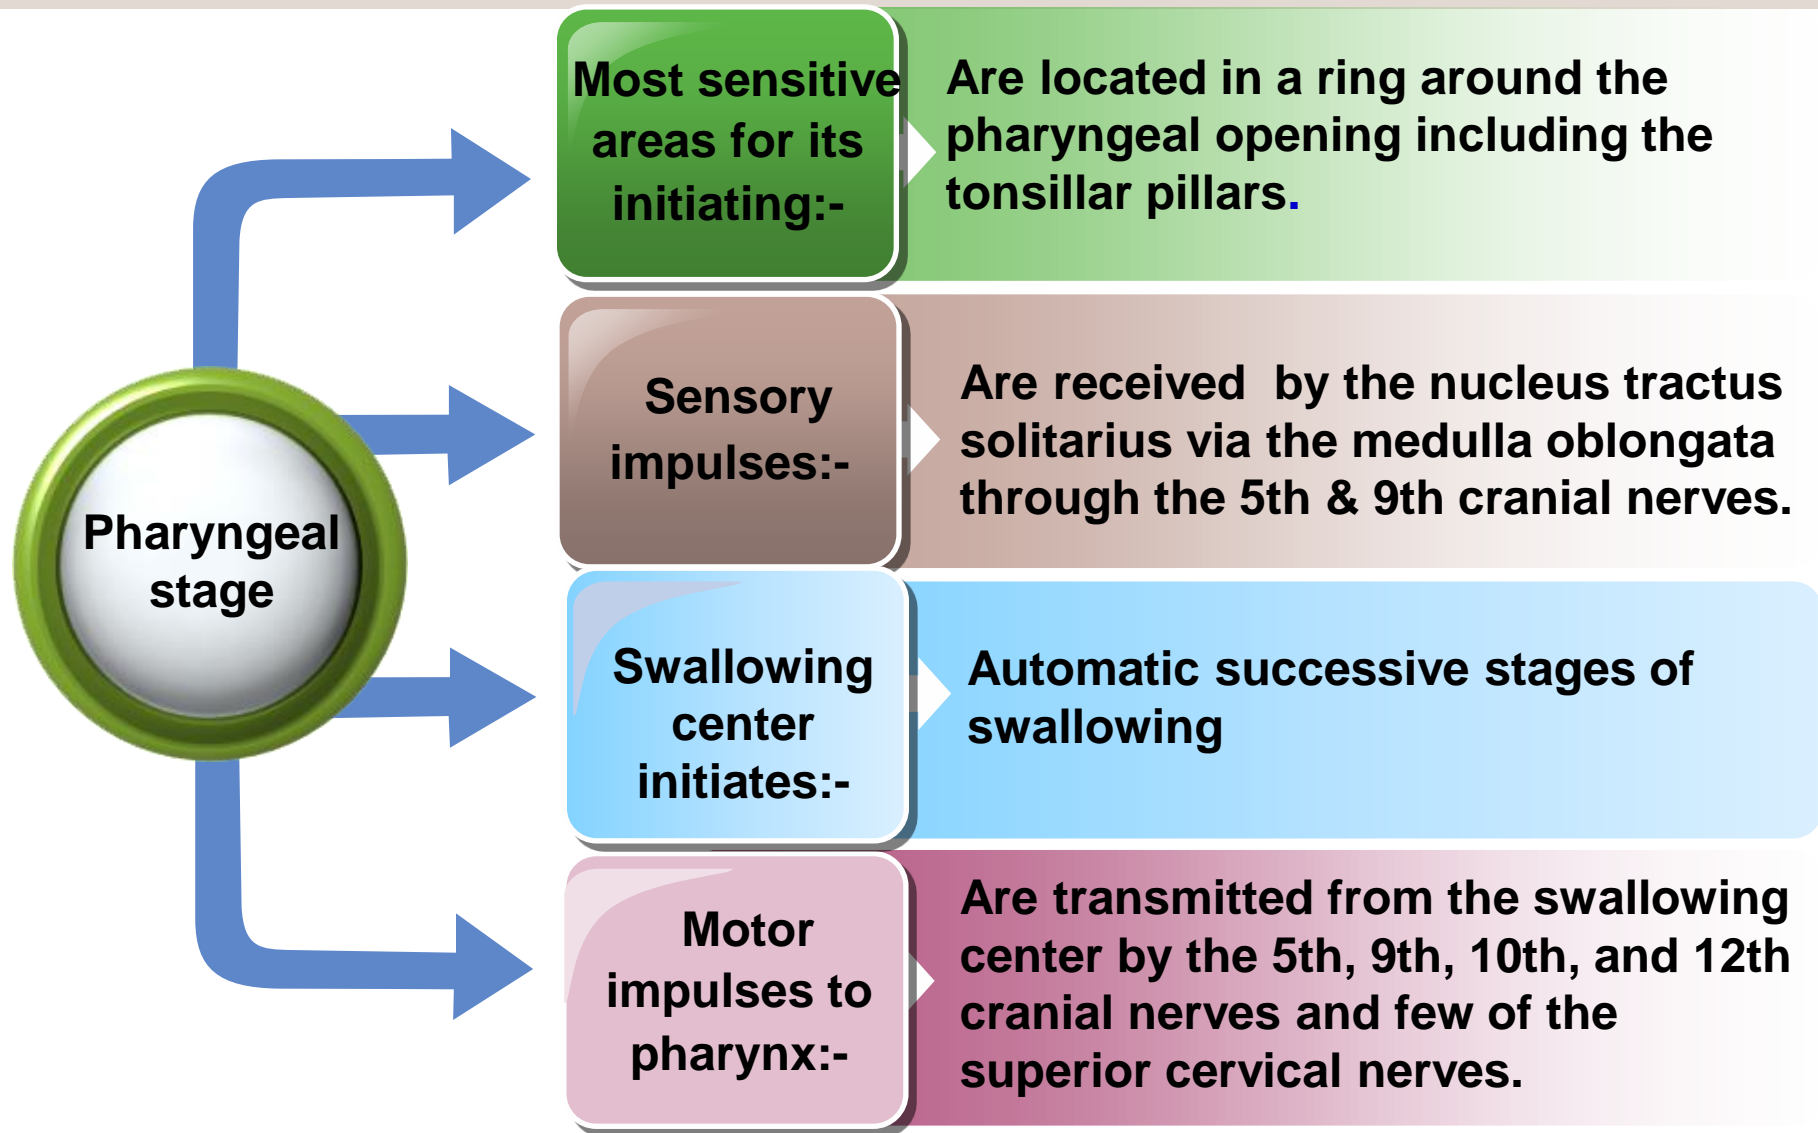 Pharyngeal
stage
Most sensitive
areas for its
initiating:-
Are located in a ring around the
pharyngeal opening including the
tonsillar pillars.
Sensory
impulses:-
Are received by the nucleus tractus
solitarius via the medulla oblongata
through the 5th & 9th cranial nerves.
Swallowing
center
initiates:-
Automatic successive stages of
swallowing
Motor
impulses to
pharynx:-
Are transmitted from the swallowing
center by the 5th, 9th, 10th, and 12th
cranial nerves and few of the
superior cervical nerves.